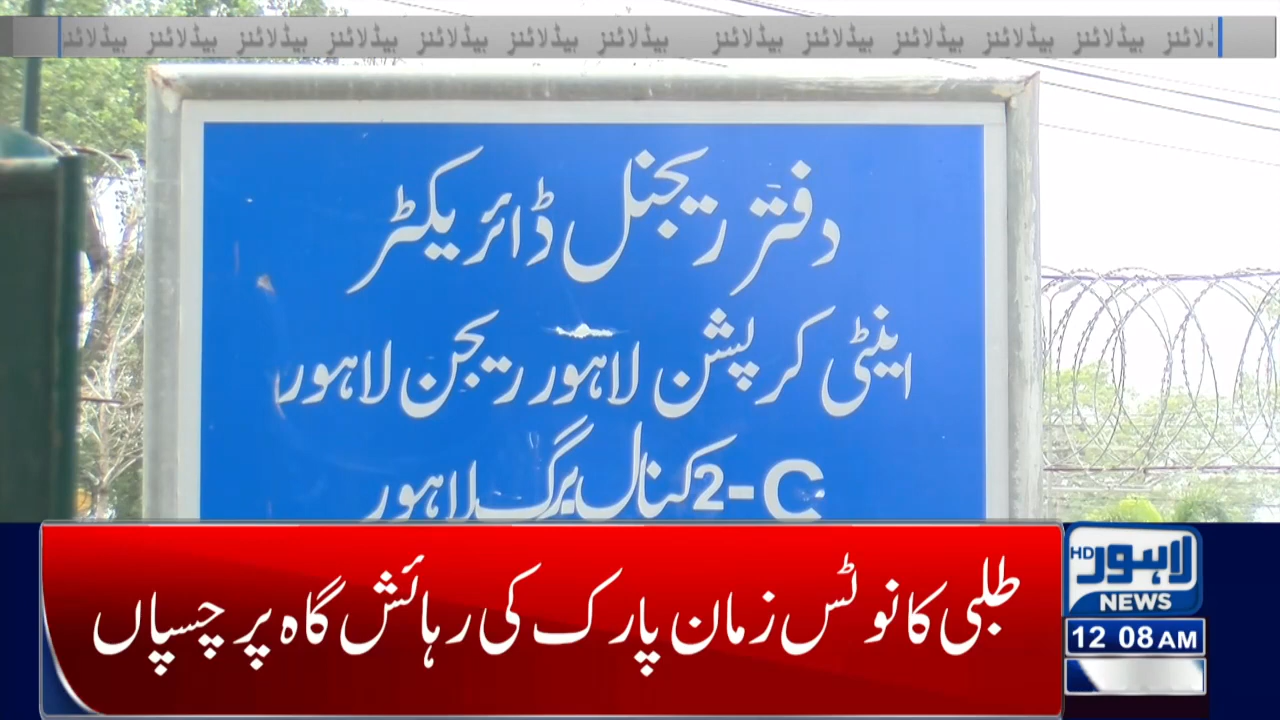 ہیڈلائنز ہیڈلائنز ہیڈلائنز ہیڈلائنز ہیڈلائنز ہیڈلائنز ہیڈلائنز ہیڈلائنز ہیڈلائنز ہیڈلائنز ہیڈلائنز ہیڈلائنز
دفتر ریجنل ڈائریکٹر
اینٹی کرپشن لاہور ریجن لاہور
2-C کنال برگ لاہور
طلبی کا نوٹس زمان پارک کی رہائش گاہ پر چسپاں
لاہور HD
NEWS
12 08 AM